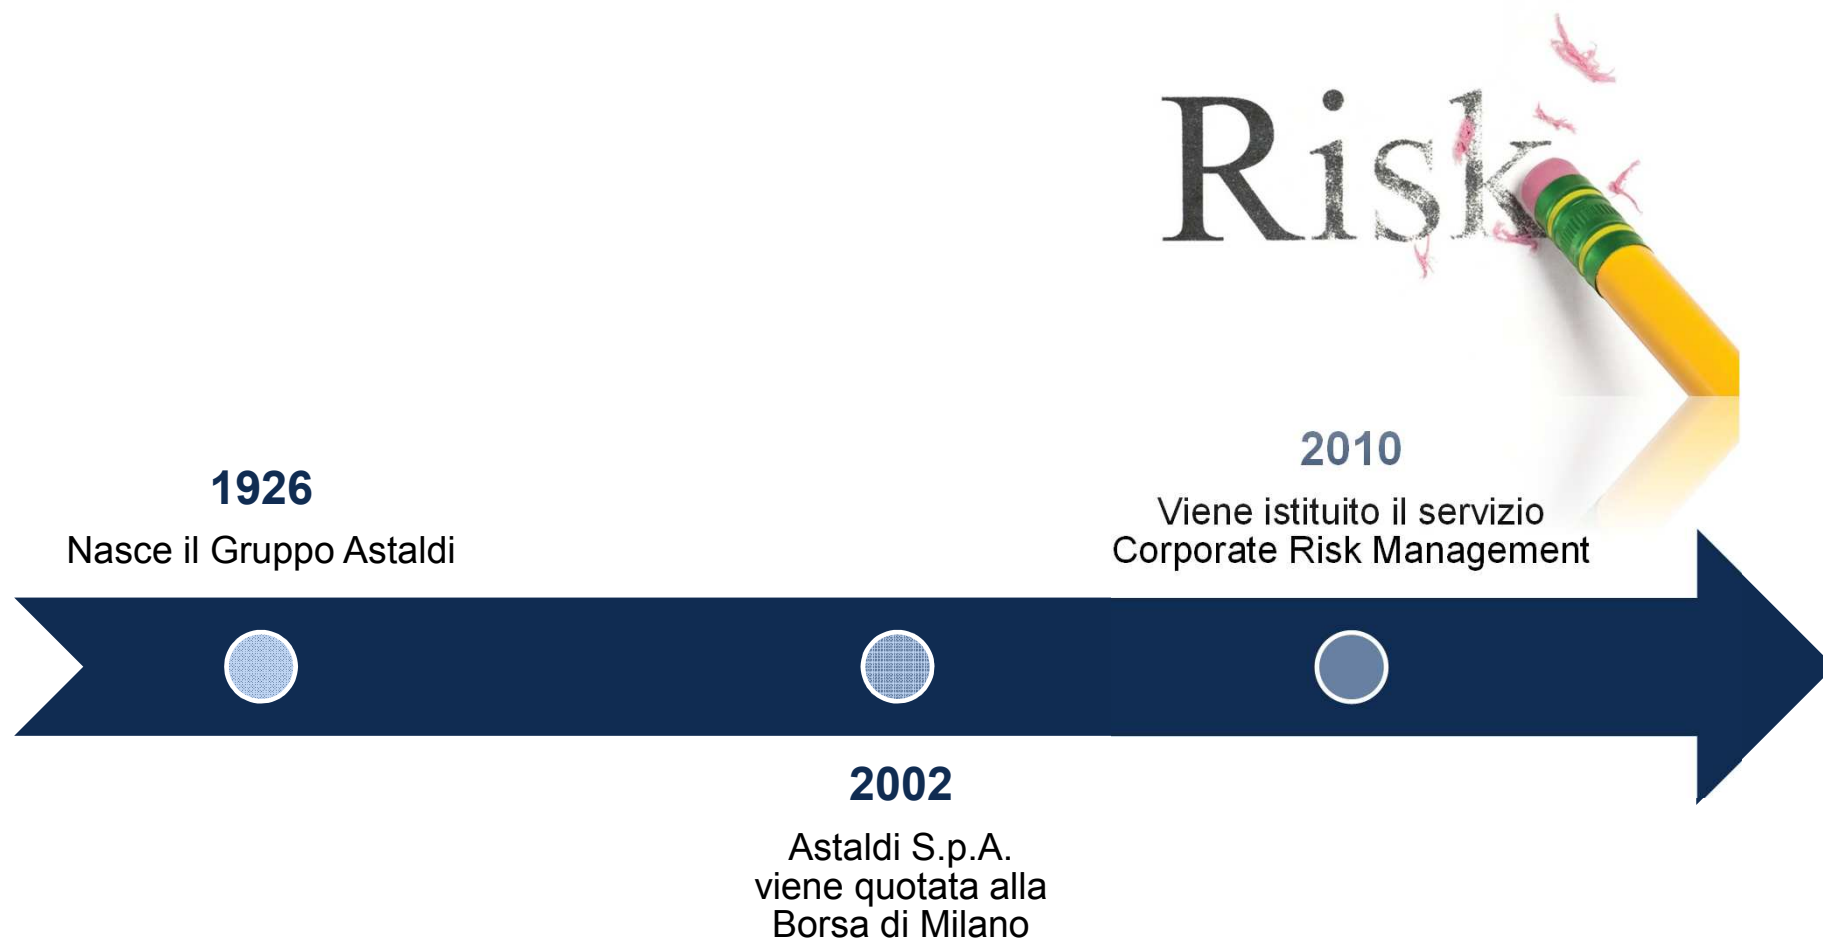 Risk
1926
Nasce il Gruppo Astaldi
2010
Viene istituito il servizio
Corporate Risk Management
2002
Astaldi S.p.A.
viene quotata alla
Borsa di Milano